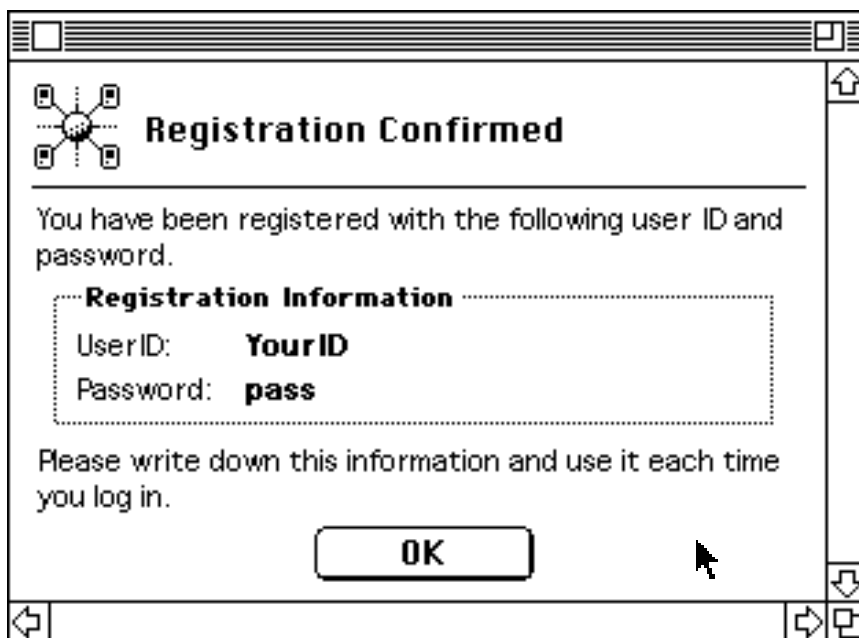 Registration Confirmed
You have been registered with the following user ID and
password.
Registration Information
UserID: YourID
Password: pass
Please write down this information and use it each time
you log in.
OK